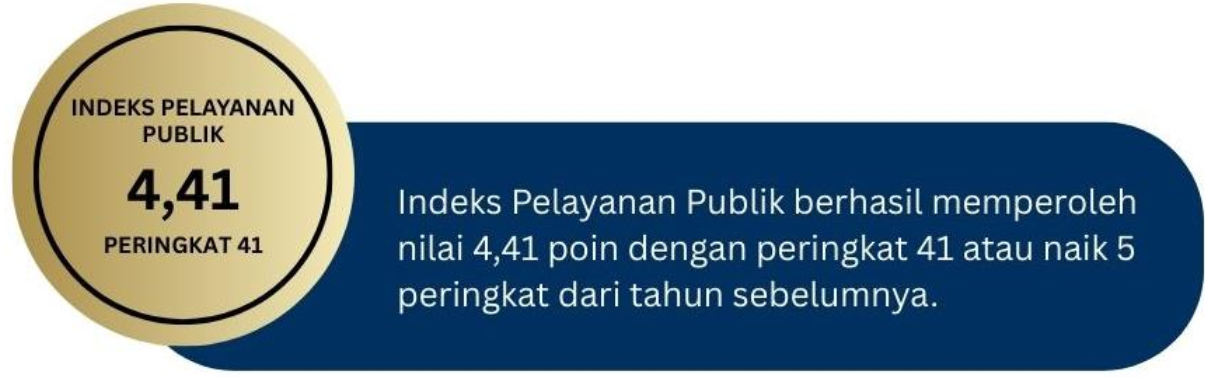 INDEKS PELAYANAN
PUBLIK
4,41
PERINGKAT 41
Indeks Pelayanan Publik berhasil memperoleh
nilai 4,41 poin dengan peringkat 41 atau naik 5
peringkat dari tahun sebelumnya.